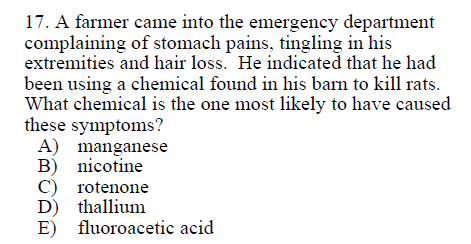 17. A farmer came into the emergency department
complaining of stomach pains, tingling in his
extremities and hair loss.  He indicated that he had
been using a chemical found in his barn to kill rats.
What chemical is the one most likely to have caused
these symptoms?
A) manganese
B) nicotine
C) rotenone
D) thallium
E) fluoroacetic acid